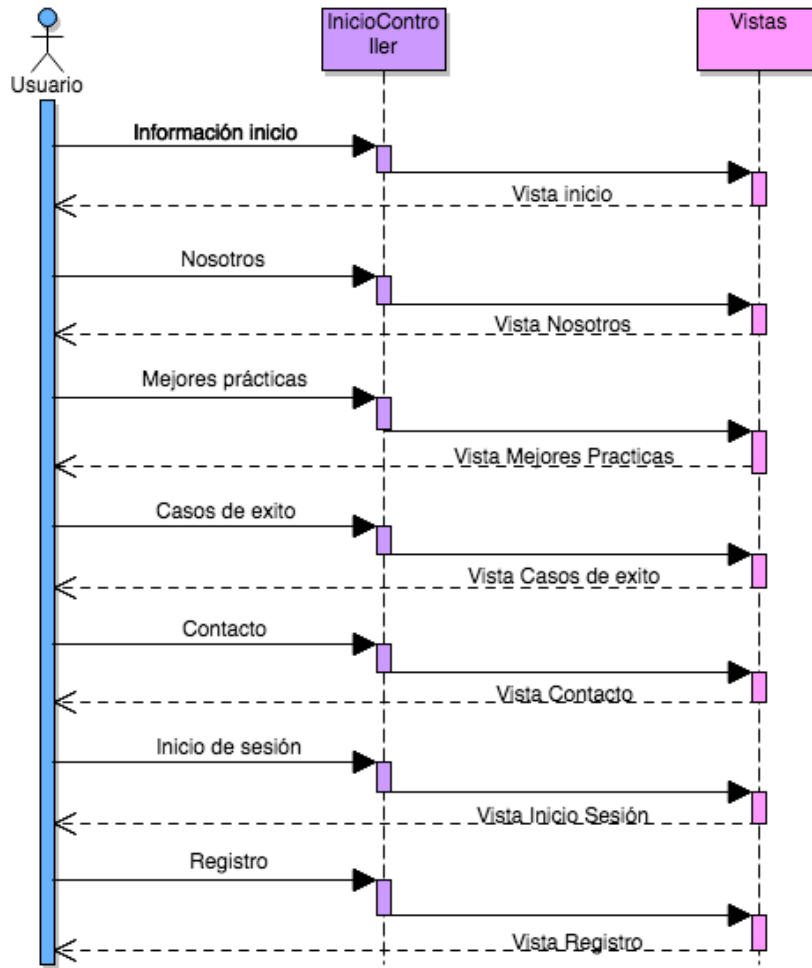 InicioContro
ller
Vistas
Usuario
Información inicio
Vista inicio
Nosotros
Vista Nosotros
Mejores prácticas
Vista Mejores Practicas
Casos de exito
Vista Casos de exito
Contacto
Vista Contacto
Inicio de sesión
Vista Inicio Sesión
Registro
Vista Registro